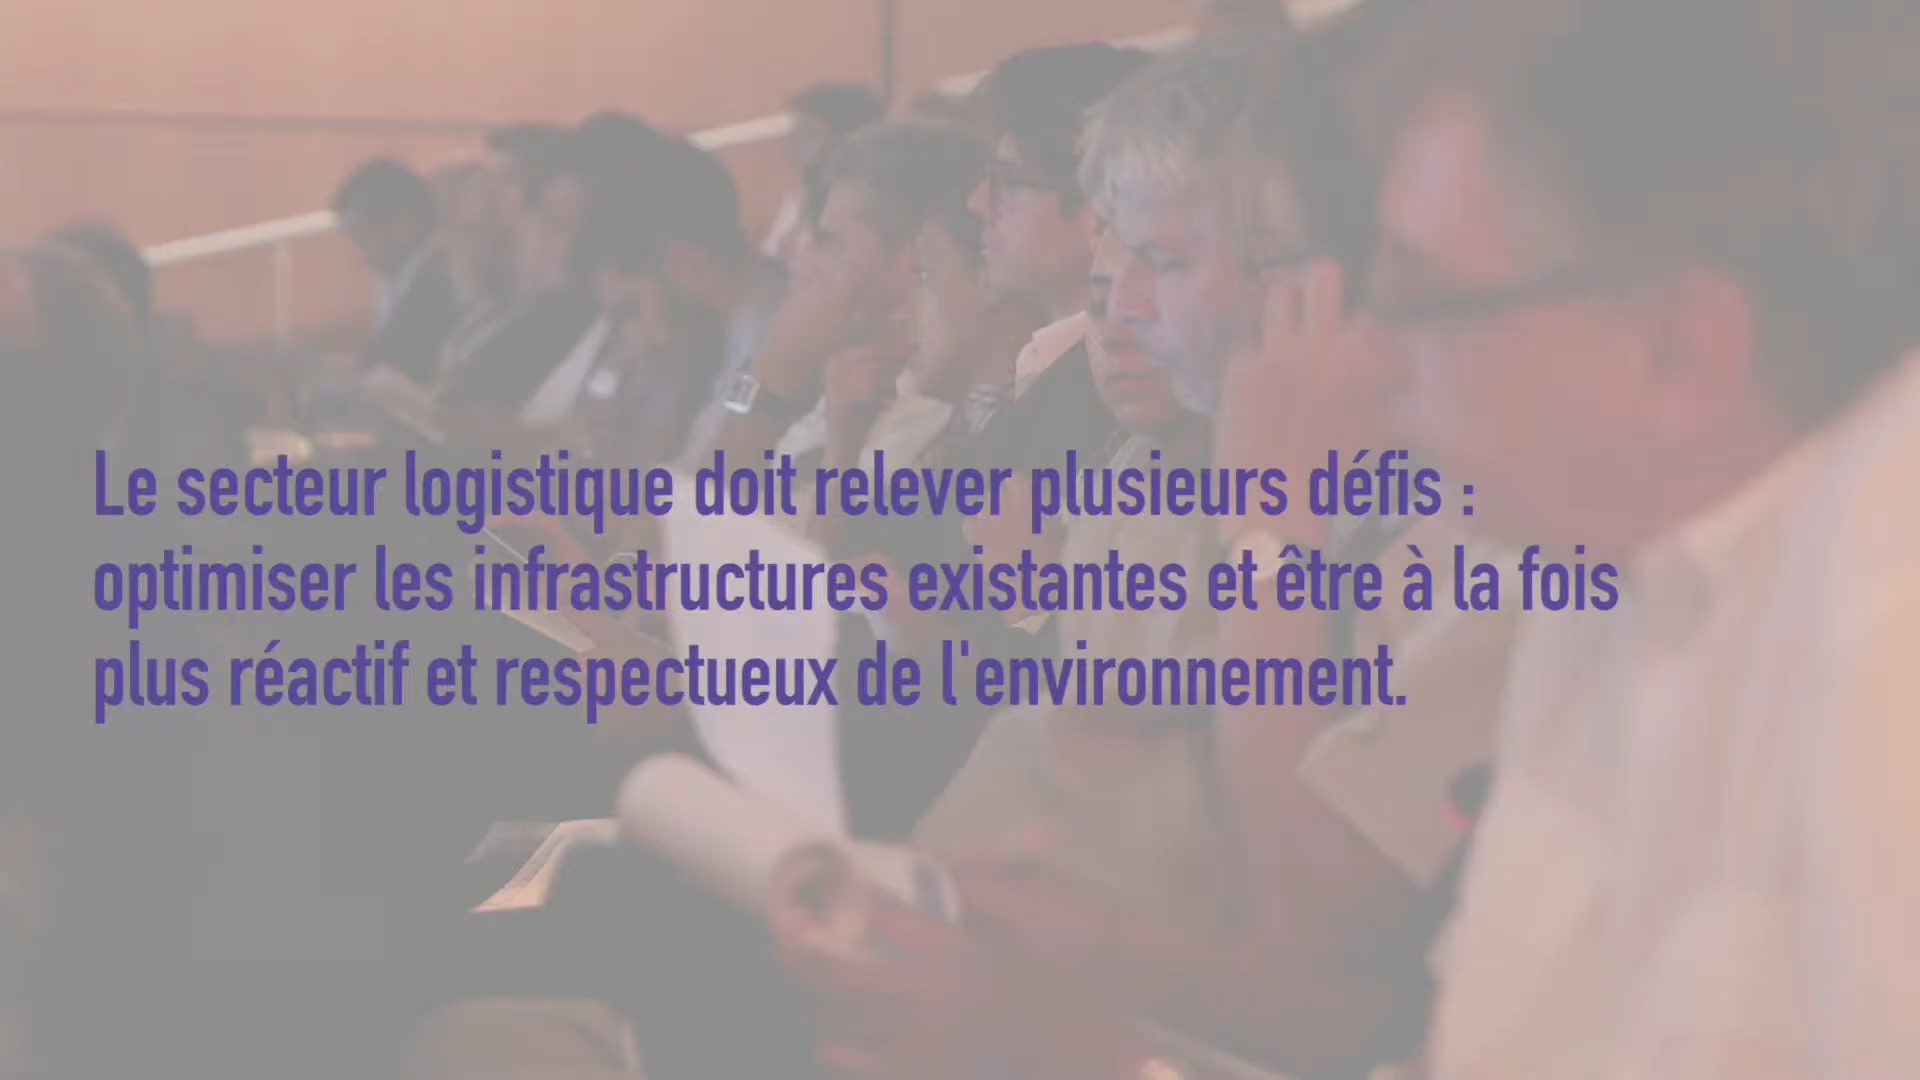 Le secteur logistique doit relever plusieurs défis :
optimiser les infrastructures existantes et être à la fois
plus réactif et respectueux de l'environnement.